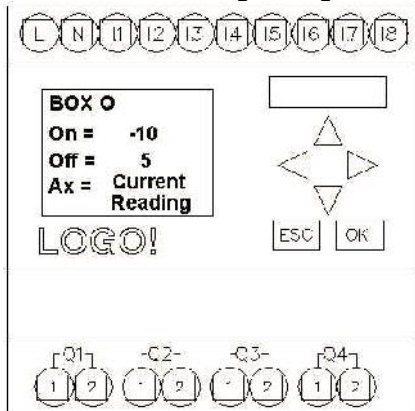 L N I1 I2 I3 I4 I5 I6 I7 I8
BOX O
On = -10
Off = 5
Ax = Current
Reading
LOGO!
ESC OK
Q1 -Q2- -Q3- Q4
1 2 1 2 1 2 1 2